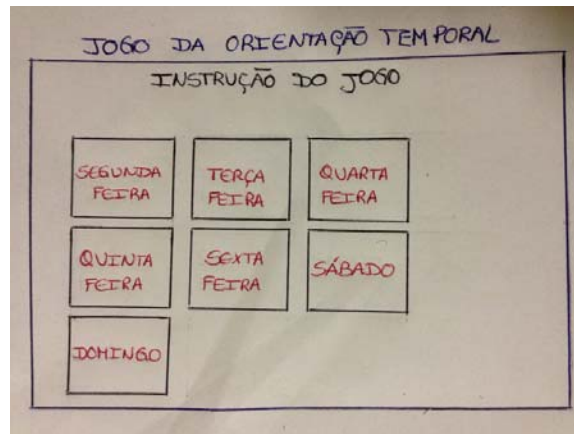 JOGO DA ORIENTAÇÃO TEMPORAL
INSTRUÇÃO DO JOGO
SEGUNDA
FEIRA
TERÇA
FEIRA
QUARTA
FEIRA
QUINTA
FEIRA
SEXTA
FEIRA
SÁBADO
DOMINGO